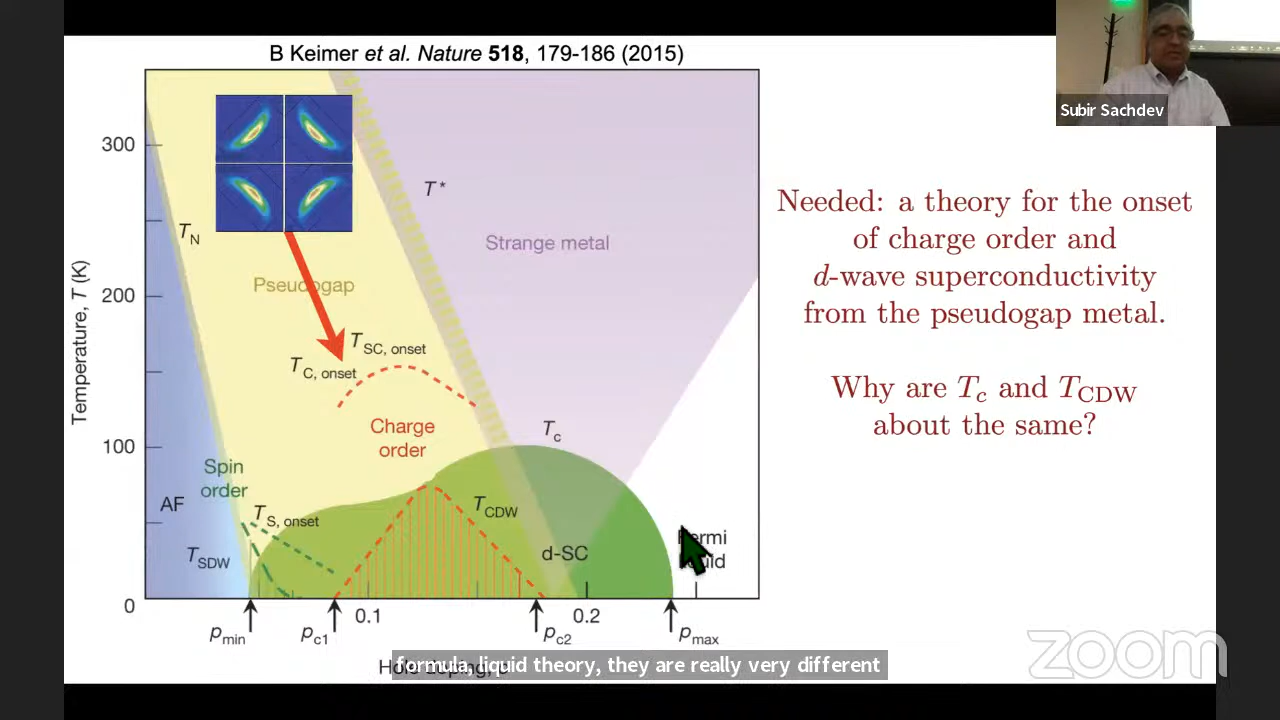 B Keimer et al. Nature 518, 179-186 (2015)
Subir Sachdev
Needed: a theory for the onset
of charge order and
d-wave superconductivity
from the pseudogap metal.
Why are Tc and TCDW
about the same?
Temperature, T (K)
300
200
100
0
TN
T*
Strange metal
Pseudogap
TSC, onset
TC, onset
Charge
order
Tc
Spin
order
AF
TS, onset
TCDW
TSDW
d-SC
0.1
0.2
pmin
pc1
pc2
pmax
formula, liquid theory, they are really very different
zoom